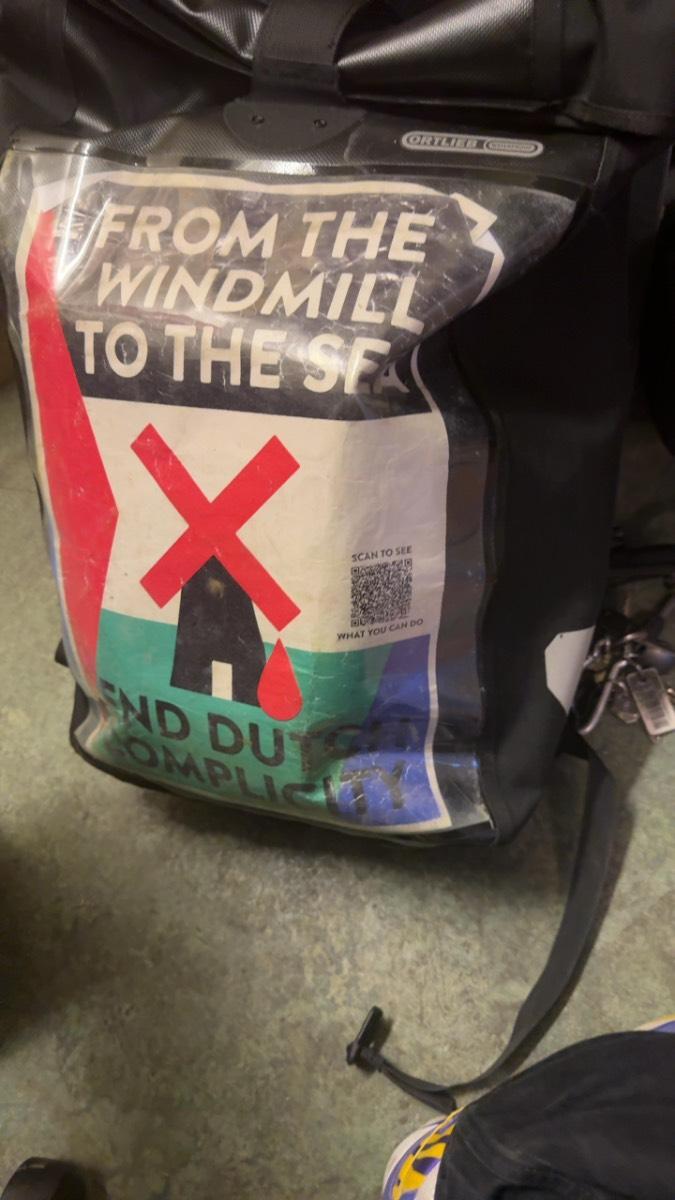 ORTLIEB
FROM THE
WINDMILL
TO THE SEA
SCAN TO SEE
WHAT YOU CAN DO
END DUTCH
COMPLICITY